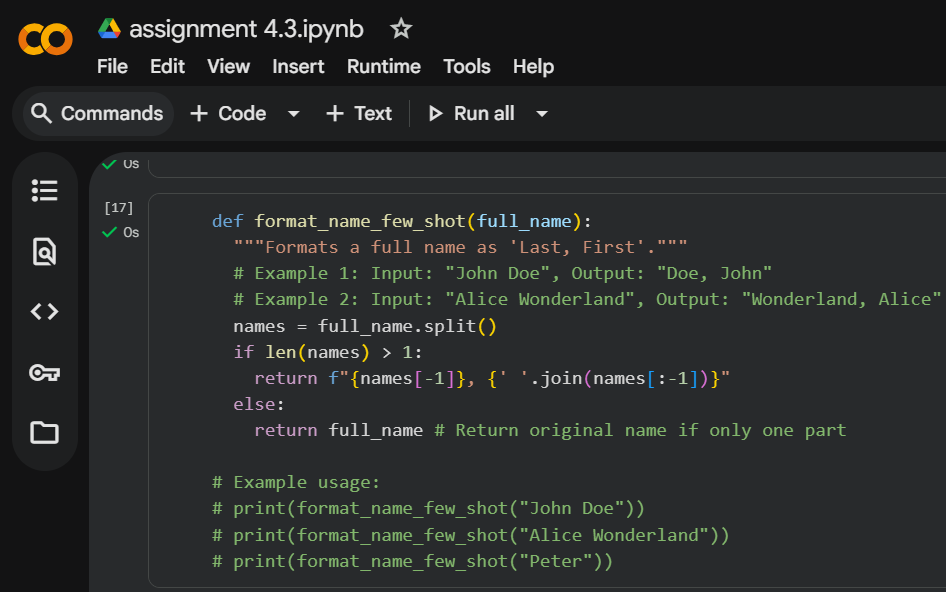 assignment 4.3.ipynb
File Edit View Insert Runtime Tools Help
Commands + Code + Text Run all
0s
[17]
0s
def format_name_few_shot(full_name):
  """Formats a full name as 'Last, First'."""
  # Example 1: Input: "John Doe", Output: "Doe, John"
  # Example 2: Input: "Alice Wonderland", Output: "Wonderland, Alice"
  names = full_name.split()
  if len(names) > 1:
    return f"{names[-1]}, {' '.join(names[:-1])}"
  else:
    return full_name # Return original name if only one part
# Example usage:
# print(format_name_few_shot("John Doe"))
# print(format_name_few_shot("Alice Wonderland"))
# print(format_name_few_shot("Peter"))